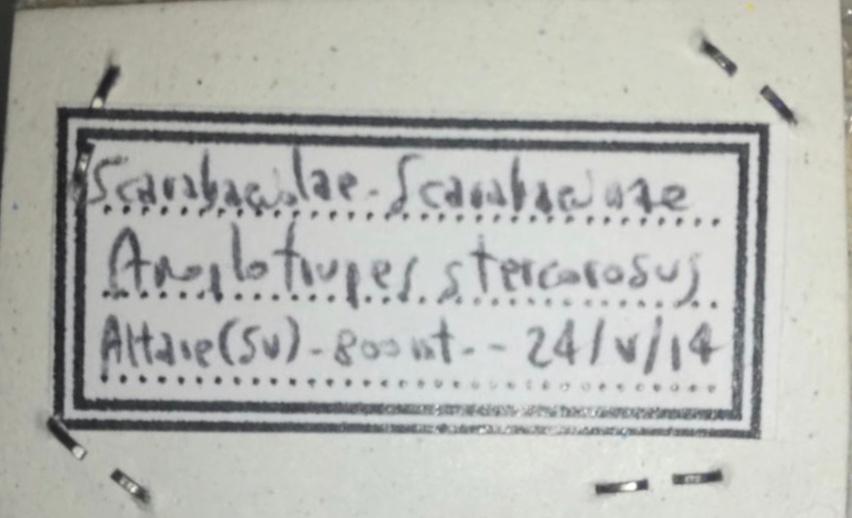 Scarabaeidae - Scarabaeinae
Anoplotrupes stercorosus
Altare (SV) - 800 mt. - 24/V/14